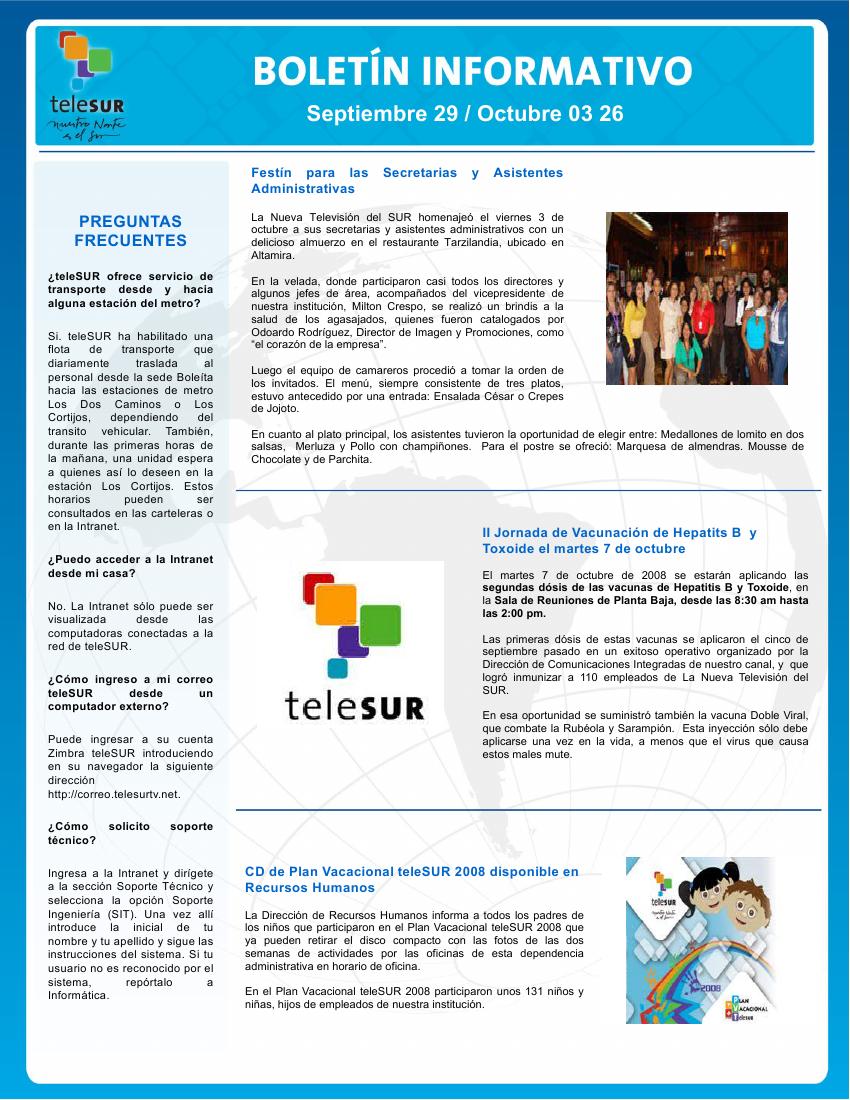 teleSUR
nuestro Norte
es el Sur
BOLETÍN INFORMATIVO
Septiembre 29 / Octubre 03 26
PREGUNTAS
FRECUENTES
¿teleSUR ofrece servicio de
transporte desde y hacia
alguna estación del metro?
Si. teleSUR ha habilitado una
flota de transporte que
diariamente traslada al
personal desde la sede Boleíta
hacia las estaciones de metro
Los Dos Caminos o Los
Cortijos, dependiendo del
transito vehicular. También,
durante las primeras horas de
la mañana, una unidad espera
a quienes así lo deseen en la
estación Los Cortijos. Estos
horarios pueden ser
consultados en las carteleras o
en la Intranet.
¿Puedo acceder a la Intranet
desde mi casa?
No. La Intranet sólo puede ser
visualizada desde las
computadoras conectadas a la
red de teleSUR.
¿Cómo ingreso a mi correo
teleSUR desde un
computador externo?
Puede ingresar a su cuenta
Zimbra teleSUR introduciendo
en su navegador la siguiente
dirección
http://correo.telesurtv.net.
¿Cómo solicito soporte
técnico?
Ingresa a la Intranet y dirígete
a la sección Soporte Técnico y
selecciona la opción Soporte
Ingeniería (SIT). Una vez allí
introduce la inicial de tu
nombre y tu apellido y sigue las
instrucciones del sistema. Si tu
usuario no es reconocido por el
sistema, repórtalo a
Informática.
Festín para las Secretarias y Asistentes
Administrativas
La Nueva Televisión del SUR homenajeó el viernes 3 de
octubre a sus secretarias y asistentes administrativos con un
delicioso almuerzo en el restaurante Tarzilandia, ubicado en
Altamira.
En la velada, donde participaron casi todos los directores y
algunos jefes de área, acompañados del vicepresidente de
nuestra institución, Milton Crespo, se realizó un brindis a la
salud de los agasajados, quienes fueron catalogados por
Odoardo Rodríguez, Director de Imagen y Promociones, como
“el corazón de la empresa”.
Luego el equipo de camareros procedió a tomar la orden de
los invitados. El menú, siempre consistente de tres platos,
estuvo antecedido por una entrada: Ensalada César o Crepes
de Jojoto.
En cuanto al plato principal, los asistentes tuvieron la oportunidad de elegir entre: Medallones de lomito en dos
salsas, Merluza y Pollo con champiñones. Para el postre se ofreció: Marquesa de almendras. Mousse de
Chocolate y de Parchita.
teleSUR
II Jornada de Vacunación de Hepatits B y
Toxoide el martes 7 de octubre
El martes 7 de octubre de 2008 se estarán aplicando las
segundas dósis de las vacunas de Hepatitis B y Toxoide, en
la Sala de Reuniones de Planta Baja, desde las 8:30 am hasta
las 2:00 pm.
Las primeras dósis de estas vacunas se aplicaron el cinco de
septiembre pasado en un exitoso operativo organizado por la
Dirección de Comunicaciones Integradas de nuestro canal, y que
logró inmunizar a 110 empleados de La Nueva Televisión del
SUR.
En esa oportunidad se suministró también la vacuna Doble Viral,
que combate la Rubéola y Sarampión. Esta inyección sólo debe
aplicarse una vez en la vida, a menos que el virus que causa
estos males mute.
CD de Plan Vacacional teleSUR 2008 disponible en
Recursos Humanos
La Dirección de Recursos Humanos informa a todos los padres de
los niños que participaron en el Plan Vacacional teleSUR 2008 que
ya pueden retirar el disco compacto con las fotos de las dos
semanas de actividades por las oficinas de esta dependencia
administrativa en horario de oficina.
En el Plan Vacacional teleSUR 2008 participaron unos 131 niños y
niñas, hijos de empleados de nuestra institución.
teleSUR
nuestro Norte
es el Sur
2008
PLAN
VACACIONAL
Telesur